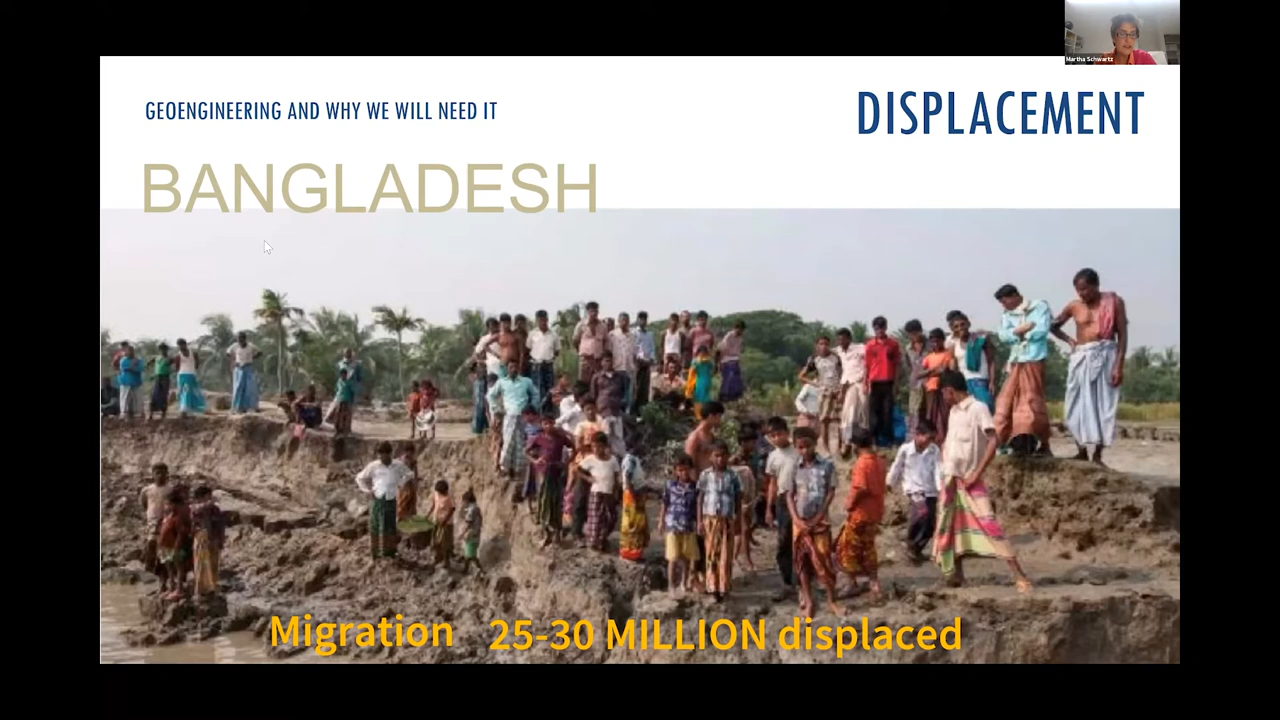 Martha Schwartz
GEOENGINEERING AND WHY WE WILL NEED IT
DISPLACEMENT
BANGLADESH
Migration 25-30 MILLION displaced